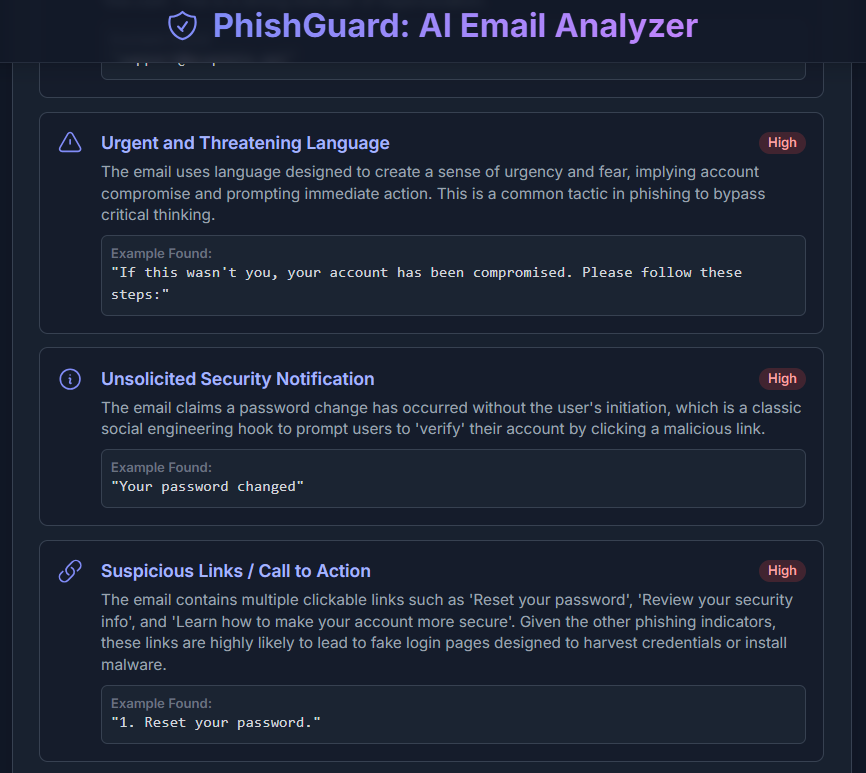 PhishGuard: AI Email Analyzer
Urgent and Threatening Language
High
The email uses language designed to create a sense of urgency and fear, implying account
compromise and prompting immediate action. This is a common tactic in phishing to bypass
critical thinking.
Example Found:
"If this wasn't you, your account has been compromised. Please follow these
steps:"
Unsolicited Security Notification
High
The email claims a password change has occurred without the user's initiation, which is a classic
social engineering hook to prompt users to 'verify' their account by clicking a malicious link.
Example Found:
"Your password changed"
Suspicious Links / Call to Action
High
The email contains multiple clickable links such as 'Reset your password', 'Review your security
info', and 'Learn how to make your account more secure'. Given the other phishing indicators,
these links are highly likely to lead to fake login pages designed to harvest credentials or install
malware.
Example Found:
"1. Reset your password."